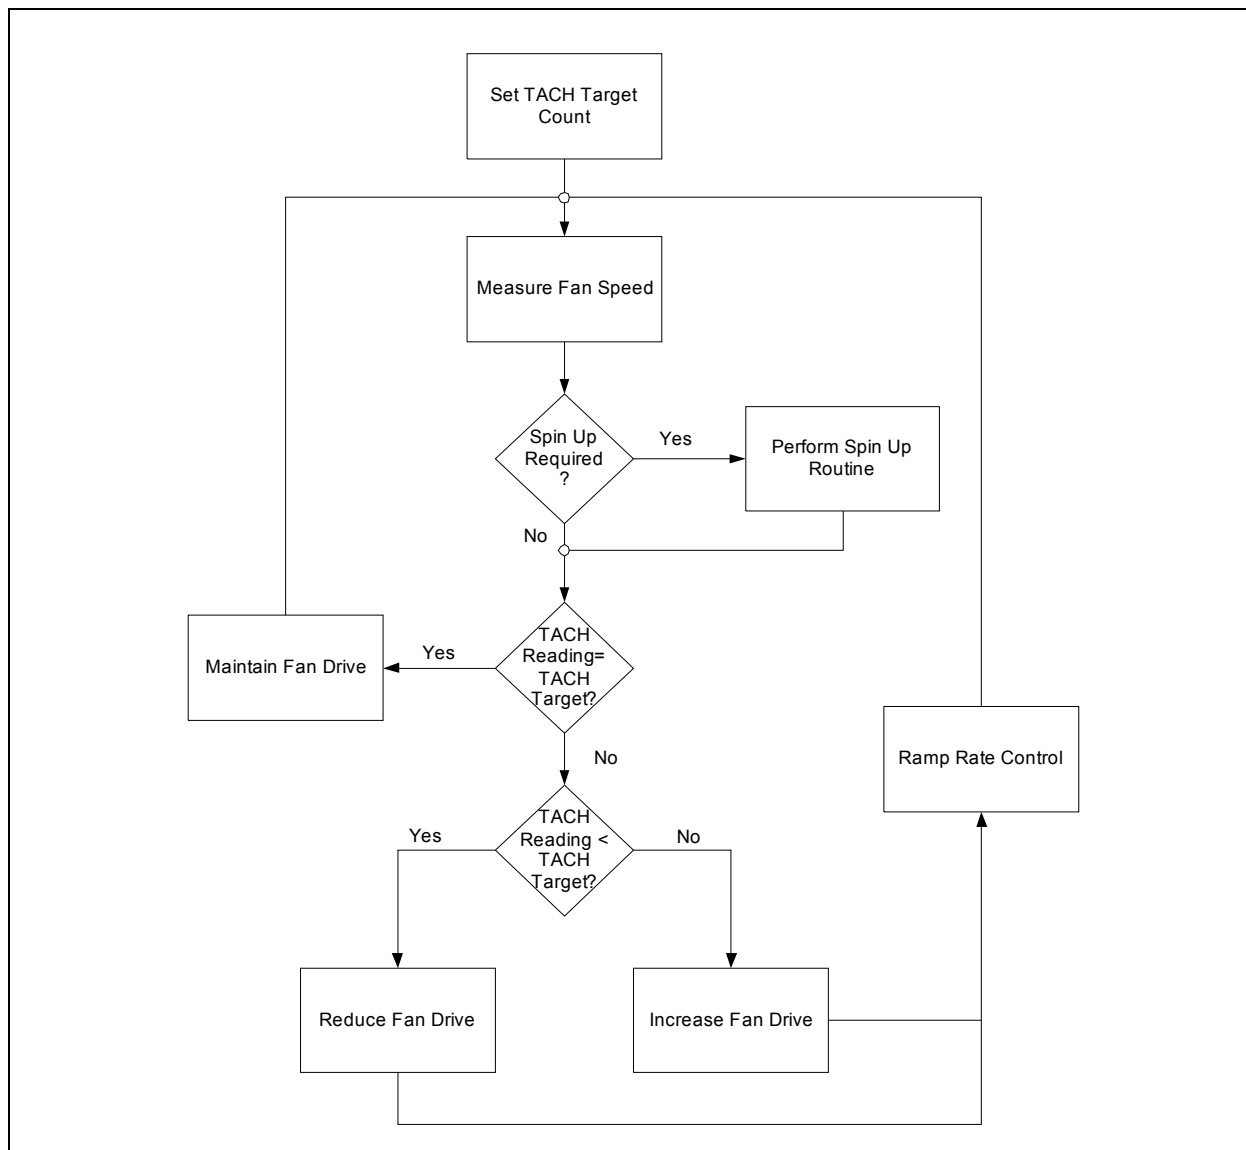 Set TACH Target
Count
Measure Fan Speed
Spin Up
Required
?
Yes
Perform Spin Up
Routine
No
TACH
Reading=
TACH
Target?
Yes
Maintain Fan Drive
No
Ramp Rate Control
TACH
Reading <
TACH
Target?
Yes
No
Reduce Fan Drive
Increase Fan Drive